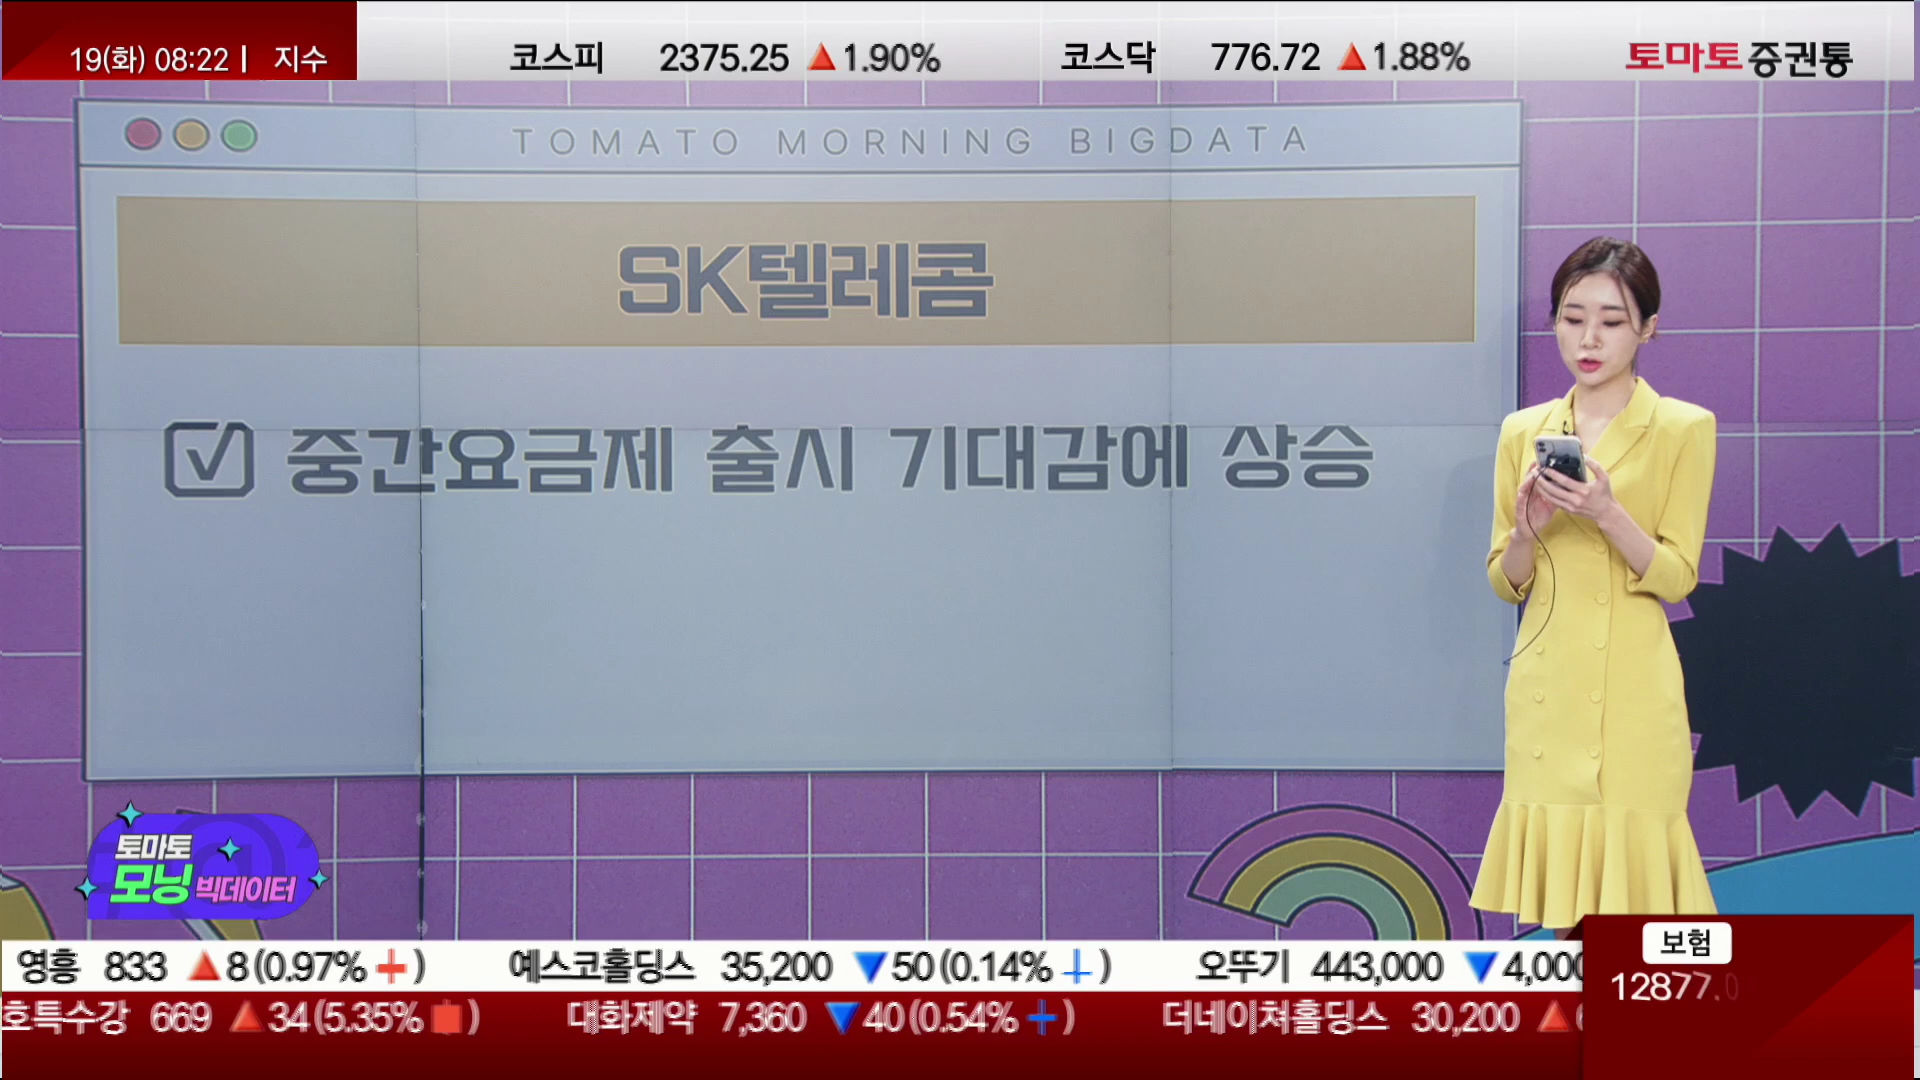 19(화) 08:22 | 지수 코스피 2375.25 ▲1.90% 코스닥 776.72 ▲1.88% 토마토증권통
TOMATO MORNING BIGDATA
SK텔레콤
중간요금제 출시 기대감에 상승
토마토
모닝 빅데이터
영흥 833 ▲8(0.97% + ) 예스코홀딩스 35,200 ▼50(0.14% + ) 오뚜기 443,000 ▼4,000
호특수강 669 ▲34(5.35% ■ ) 대화제약 7,360 ▼40(0.54% + ) 더네이쳐홀딩스 30,200 ▲
보험
12877.0